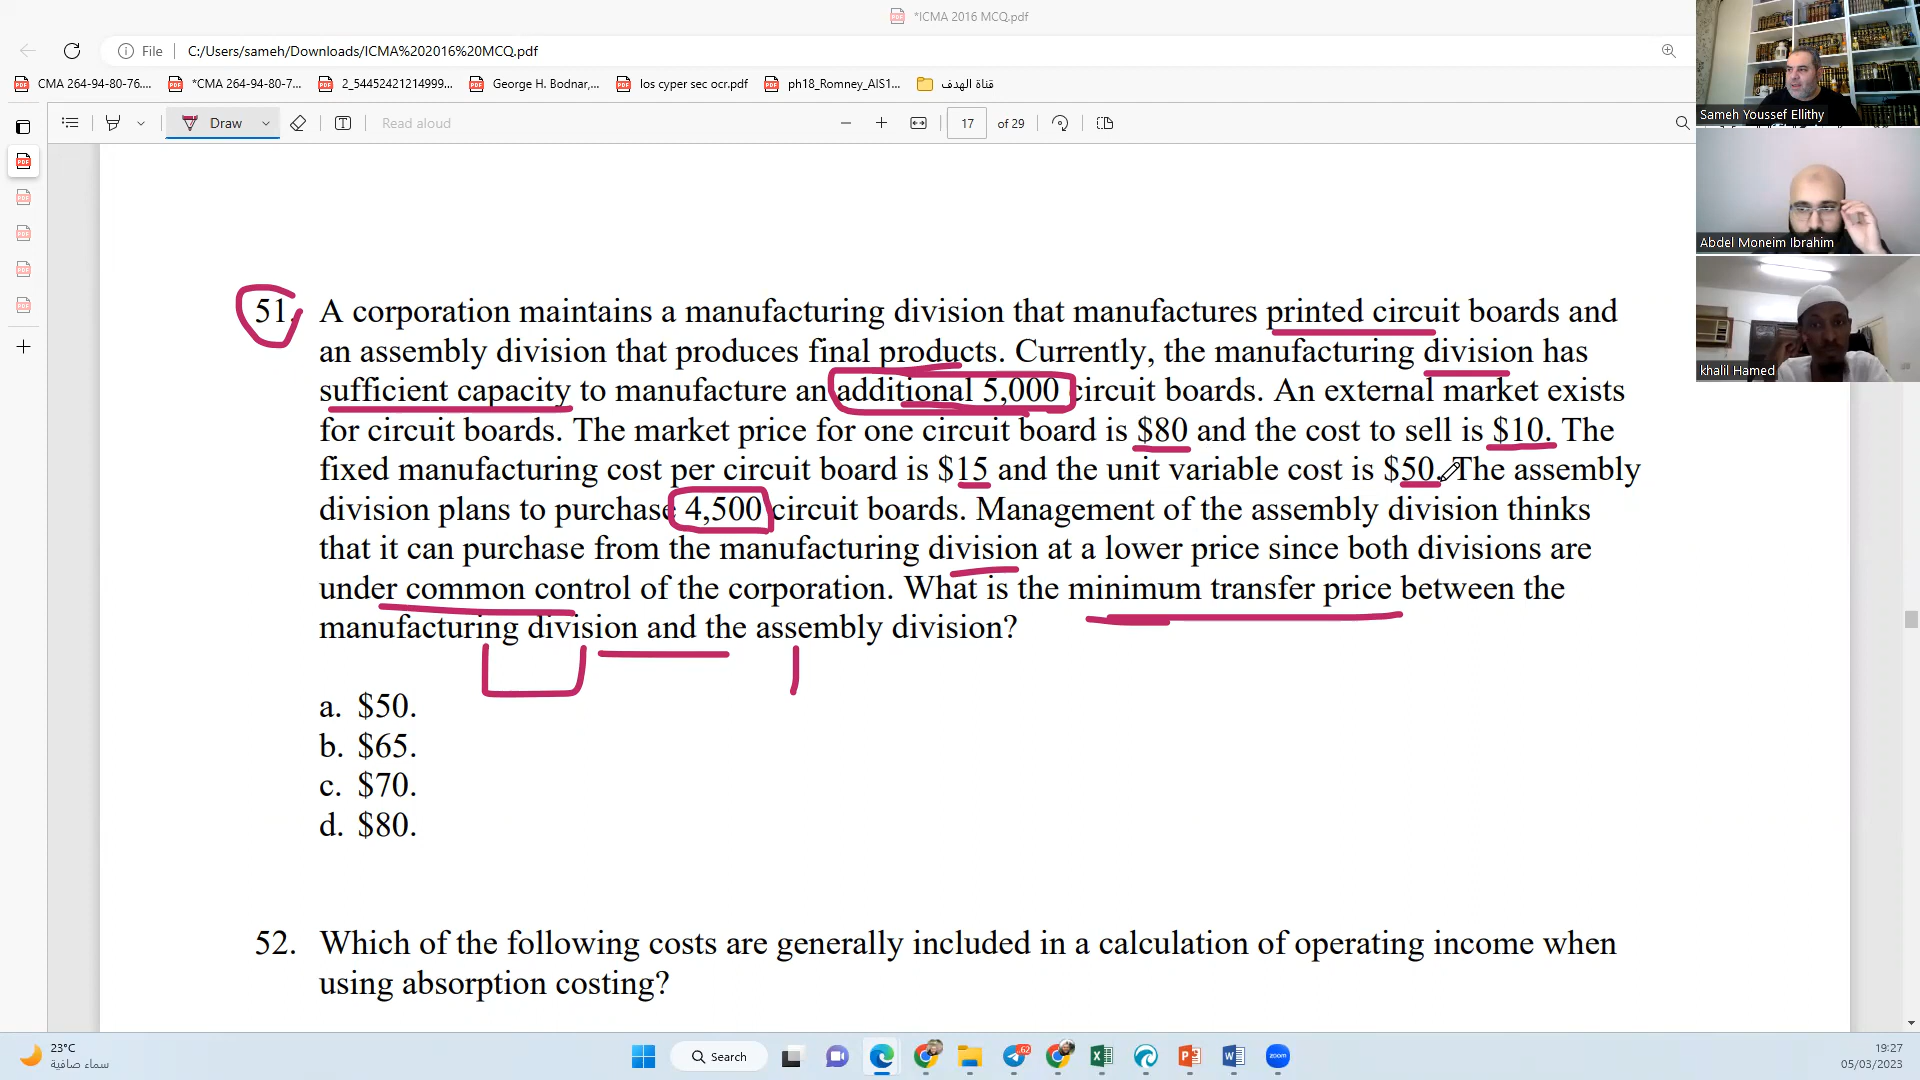 *ICMA 2016 MCQ.pdf
File
C:/Users/sameh/Downloads/ICMA%202016%20MCQ.pdf
CMA 264-94-80-76....
*CMA 264-94-80-7...
2_54452421214999...
George H. Bodnar,...
los cyper sec ocr.pdf
ph18_Romney_AIS1...
قناة الهدف
Draw
Read aloud
17
of 29
Sameh Youssef Ellithy
Abdel Moneim Ibrahim
khalil Hamed
51. A corporation maintains a manufacturing division that manufactures printed circuit boards and
an assembly division that produces final products. Currently, the manufacturing division has
sufficient capacity to manufacture an additional 5,000 circuit boards. An external market exists
for circuit boards. The market price for one circuit board is $80 and the cost to sell is $10. The
fixed manufacturing cost per circuit board is $15 and the unit variable cost is $50. The assembly
division plans to purchase 4,500 circuit boards. Management of the assembly division thinks
that it can purchase from the manufacturing division at a lower price since both divisions are
under common control of the corporation. What is the minimum transfer price between the
manufacturing division and the assembly division?
a. $50.
b. $65.
c. $70.
d. $80.
52. Which of the following costs are generally included in a calculation of operating income when
using absorption costing?
23°C
سماء صافية
Search
62
zoom
19:27
05/03/2023